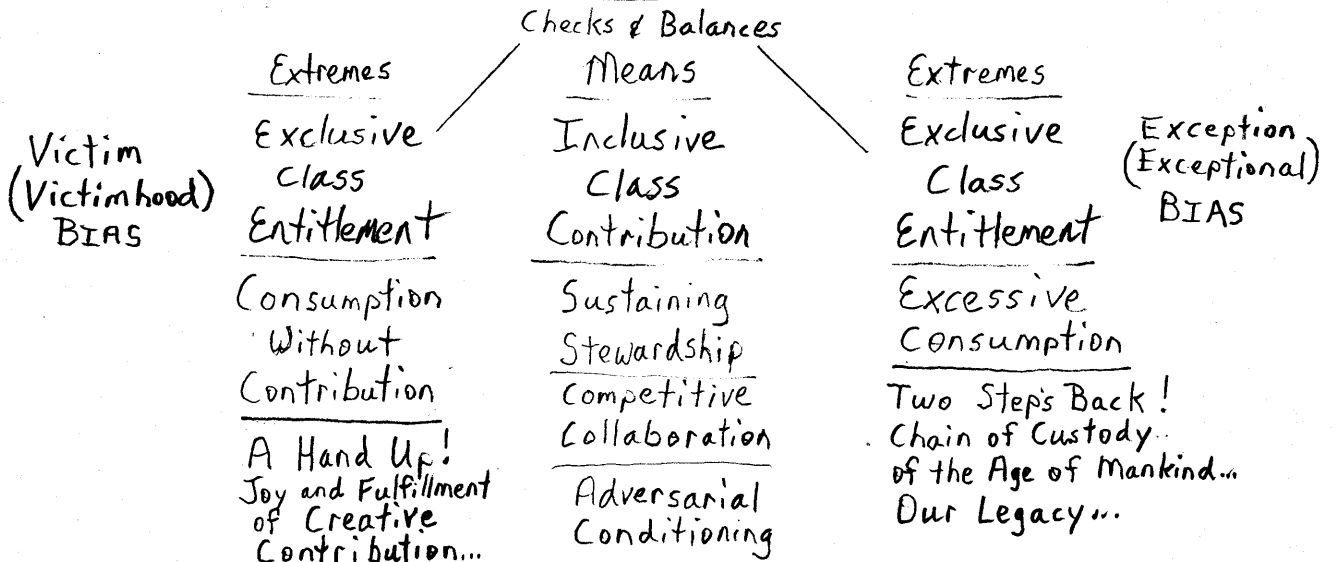 Checks & Balances
Victim
(Victimhood)
BIAS
Extremes
Exclusive
Class
Entitlement
Consumption
Without
Contribution
A Hand Up!
Joy and Fulfillment
of Creative
Contribution...
Means
Inclusive
Class
Contribution
Sustaining
Stewardship
Competitive
Collaboration
Adversarial
Conditioning
Extremes
Exclusive
Class
Entitlement
Excessive
Consumption
Two Step's Back!
Chain of Custody..
of the Age of Mankind...
Our Legacy...
Exception
(Exceptional)
BIAS